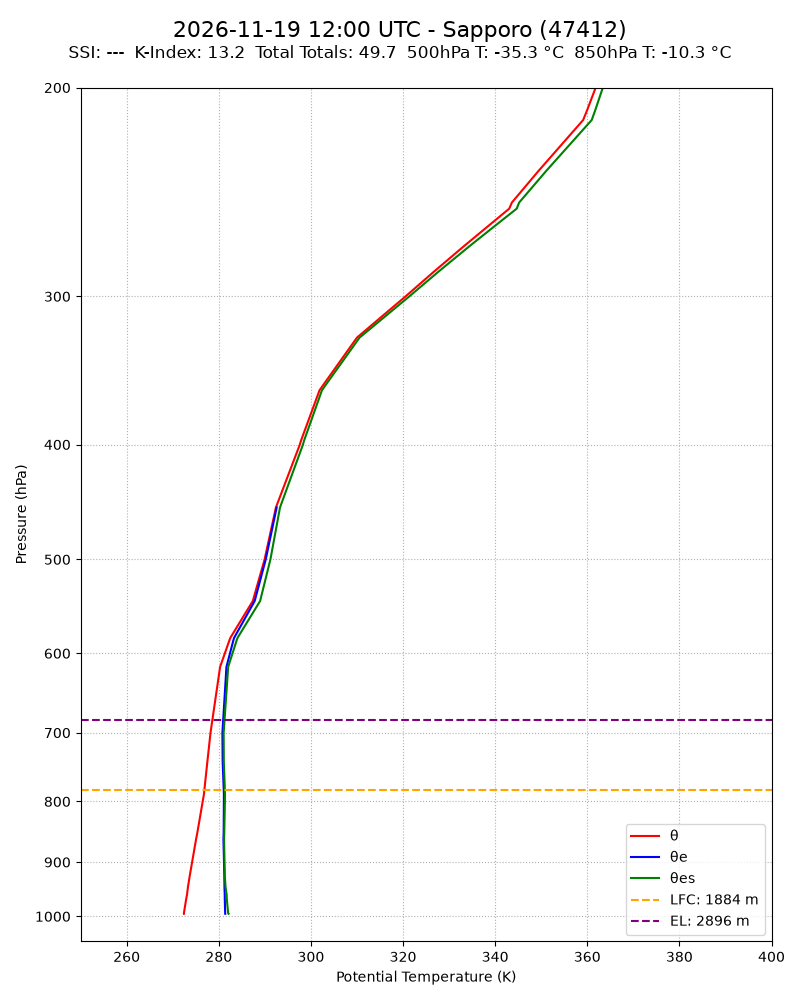 2026-11-19 12:00 UTC - Sapporo (47412)
SSI: --- K-Index: 13.2 Total Totals: 49.7 500hPa T: -35.3 °C 850hPa T: -10.3 °C
200
300
400
500
600
700
800
900
1000
Pressure (hPa)
260 280 300 320 340 360 380 400
Potential Temperature (K)
θ
θe
θes
LFC: 1884 m
EL: 2896 m